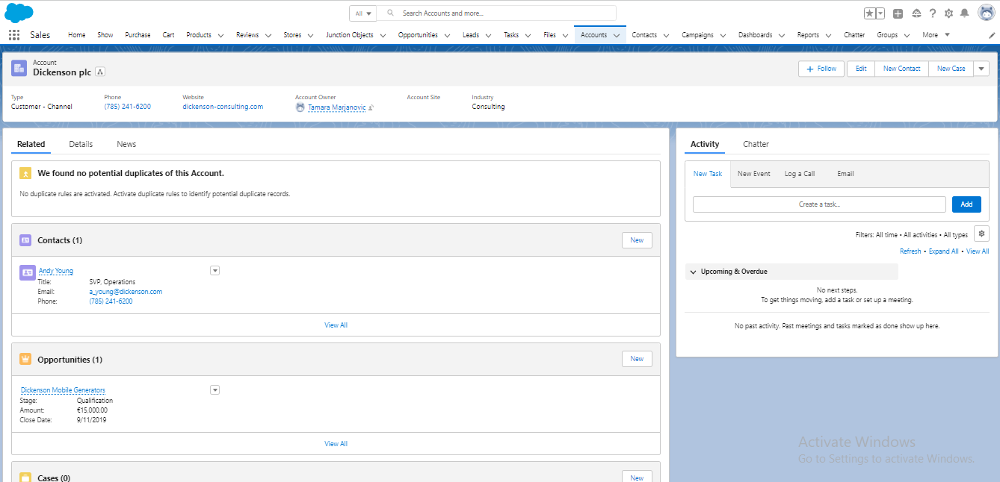 All
Search Accounts and more...
Sales
Home
Show
Purchase
Cart
Products
Reviews
Stores
Junction Objects
Opportunities
Leads
Tasks
Files
Accounts
Contacts
Campaigns
Dashboards
Reports
Chatter
Groups
More
Account
Dickenson plc
+ Follow
Edit
New Contact
New Case
Type
Customer - Channel
Phone
(785) 241-6200
Website
dickenson-consulting.com
Account Owner
Tamara Marjanovic
Account Site
Industry
Consulting
Related
Details
News
We found no potential duplicates of this Account.
No duplicate rules are activated. Activate duplicate rules to identify potential duplicate records.
Contacts (1)
New
Andy Young
Title: SVP, Operations
Email: a_young@dickenson.com
Phone: (785) 241-6200
View All
Opportunities (1)
New
Dickenson Mobile Generators
Stage: Qualification
Amount: €15,000.00
Close Date: 9/11/2019
View All
Cases (0)
New
Activity
Chatter
New Task
New Event
Log a Call
Email
Create a task...
Add
Filters: All time • All activities • All types
Refresh • Expand All • View All
Upcoming & Overdue
No next steps.
To get things moving, add a task or set up a meeting.
No past activity. Past meetings and tasks marked as done show up here.
Activate Windows
Go to Settings to activate Windows.